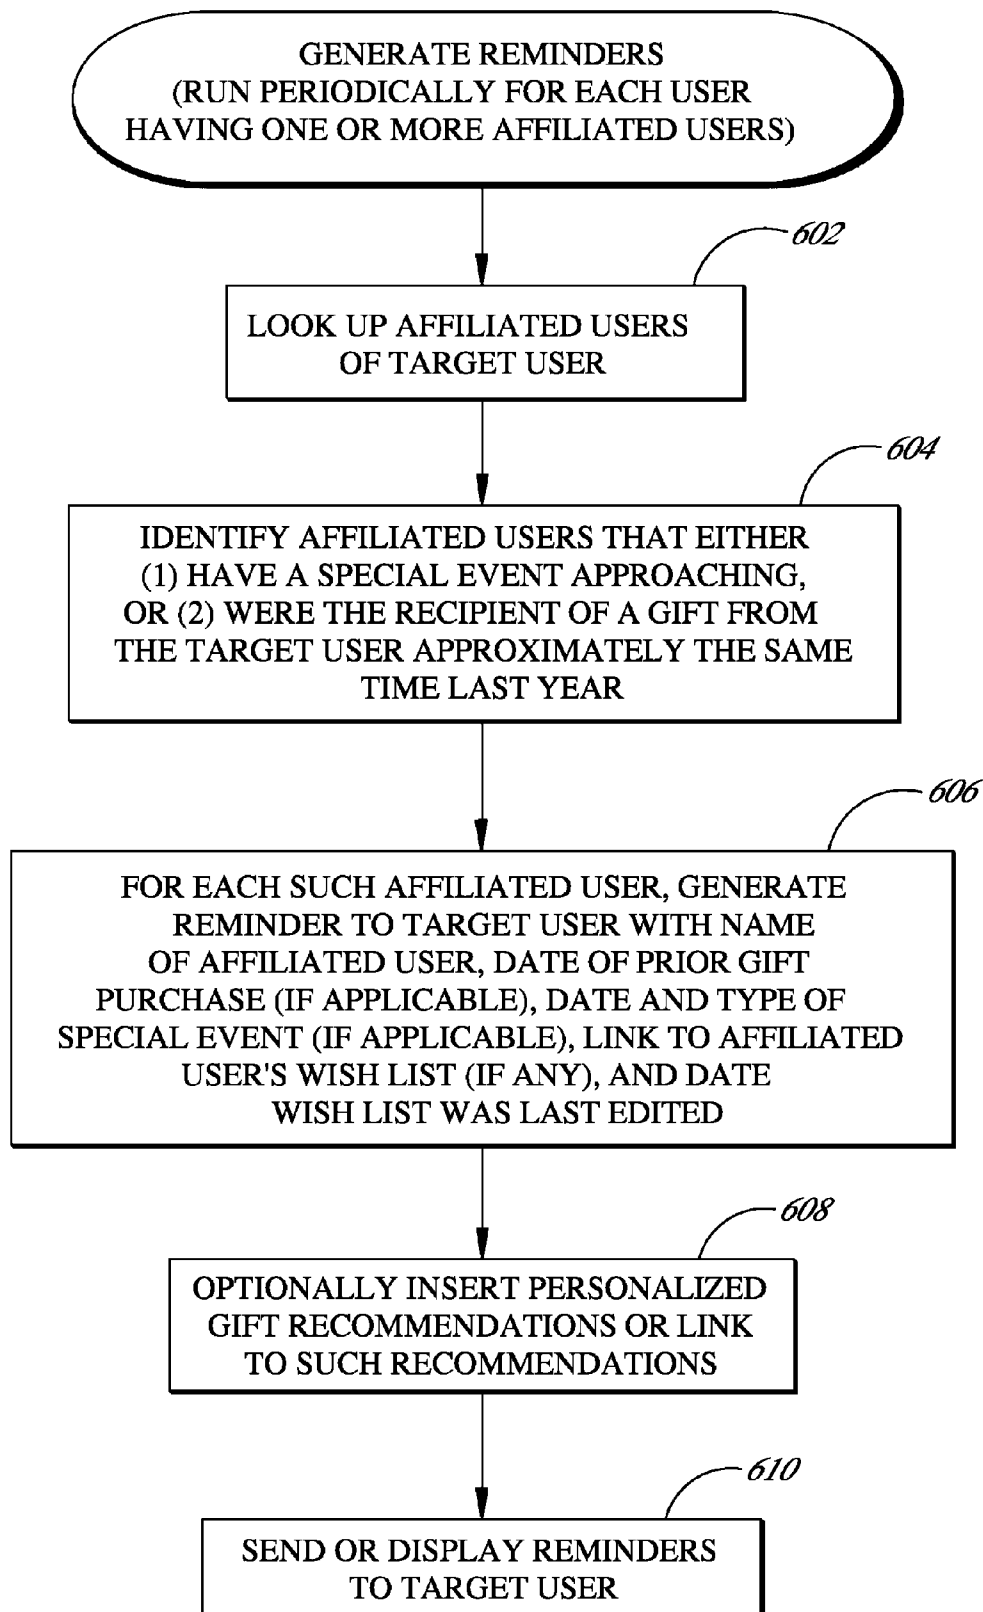 GENERATE REMINDERS
(RUN PERIODICALLY FOR EACH USER
HAVING ONE OR MORE AFFILIATED USERS)
602
LOOK UP AFFILIATED USERS
OF TARGET USER
604
IDENTIFY AFFILIATED USERS THAT EITHER
(1) HAVE A SPECIAL EVENT APPROACHING,
OR (2) WERE THE RECIPIENT OF A GIFT FROM
THE TARGET USER APPROXIMATELY THE SAME
TIME LAST YEAR
606
FOR EACH SUCH AFFILIATED USER, GENERATE
REMINDER TO TARGET USER WITH NAME
OF AFFILIATED USER, DATE OF PRIOR GIFT
PURCHASE (IF APPLICABLE), DATE AND TYPE OF
SPECIAL EVENT (IF APPLICABLE), LINK TO AFFILIATED
USER'S WISH LIST (IF ANY), AND DATE
WISH LIST WAS LAST EDITED
608
OPTIONALLY INSERT PERSONALIZED
GIFT RECOMMENDATIONS OR LINK
TO SUCH RECOMMENDATIONS
610
SEND OR DISPLAY REMINDERS
TO TARGET USER